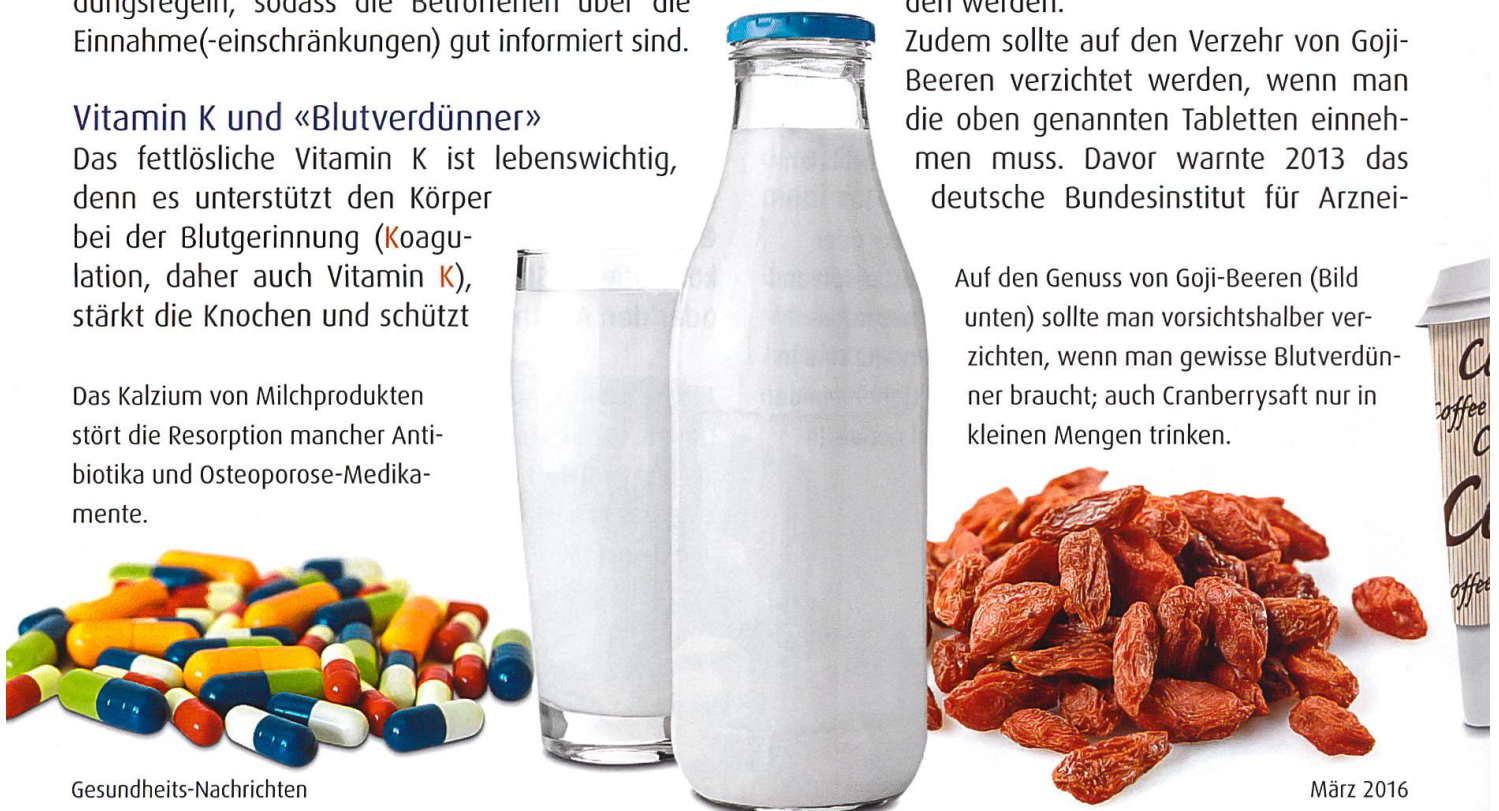 dungsregeln, sodass die Betroffenen über die
Einnahme(-einschränkungen) gut informiert sind.
Vitamin K und «Blutverdünner»
Das fettlösliche Vitamin K ist lebenswichtig,
denn es unterstützt den Körper
bei der Blutgerinnung (Koagu-
lation, daher auch Vitamin K),
stärkt die Knochen und schützt
Das Kalzium von Milchprodukten
stört die Resorption mancher Anti-
biotika und Osteoporose-Medika-
mente.
den werden.
Zudem sollte auf den Verzehr von Goji-
Beeren verzichtet werden, wenn man
die oben genannten Tabletten einneh-
men muss. Davor warnte 2013 das
deutsche Bundesinstitut für Arznei-
Auf den Genuss von Goji-Beeren (Bild
unten) sollte man vorsichtshalber ver-
zichten, wenn man gewisse Blutverdün-
ner braucht; auch Cranberrysaft nur in
kleinen Mengen trinken.
offee
offee
Gesundheits-Nachrichten
März 2016